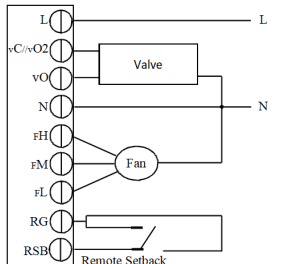 L
L
vC//vO2
Valve
vO
N
N
FH
FM
Fan
FL
RG
RSB
Remote Setback